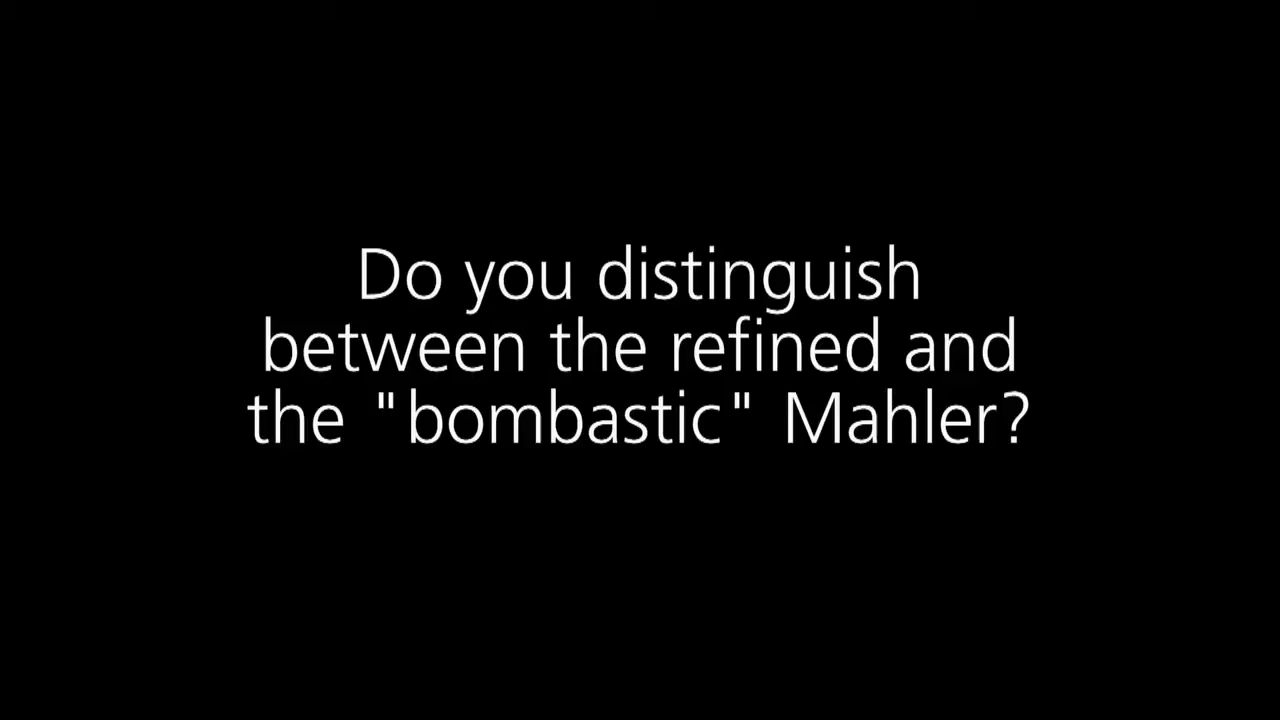 Do you distinguish
between the refined and
the "bombastic" Mahler?